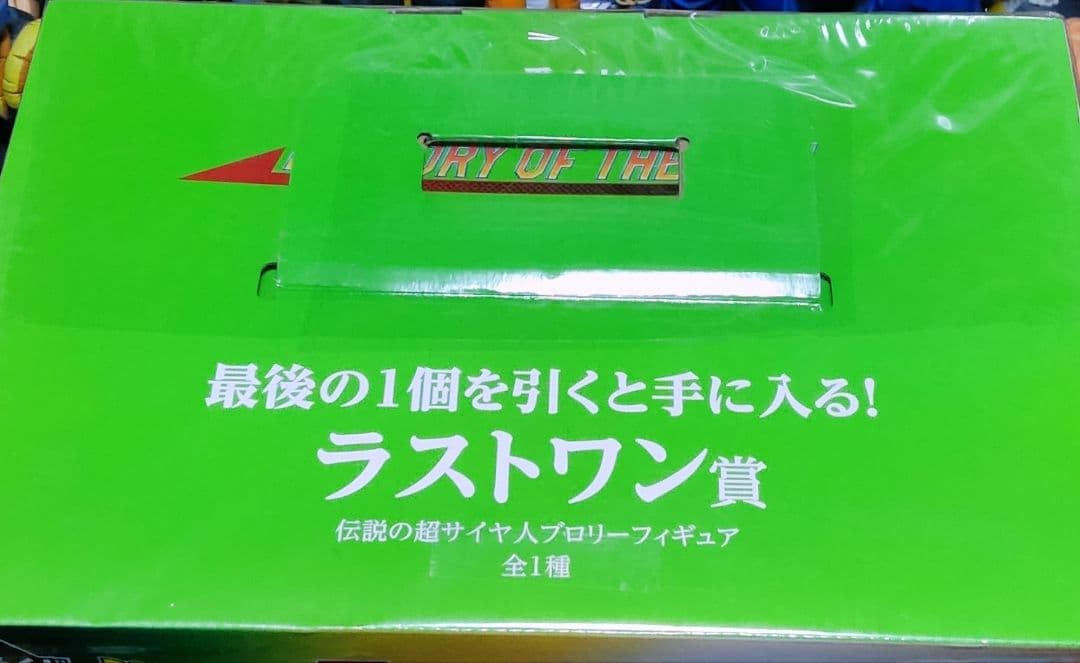 ORY OF THE
最後の1個を引くと手に入る!
ラストワン賞
伝説の超サイヤ人ブロリーフィギュア
全1種